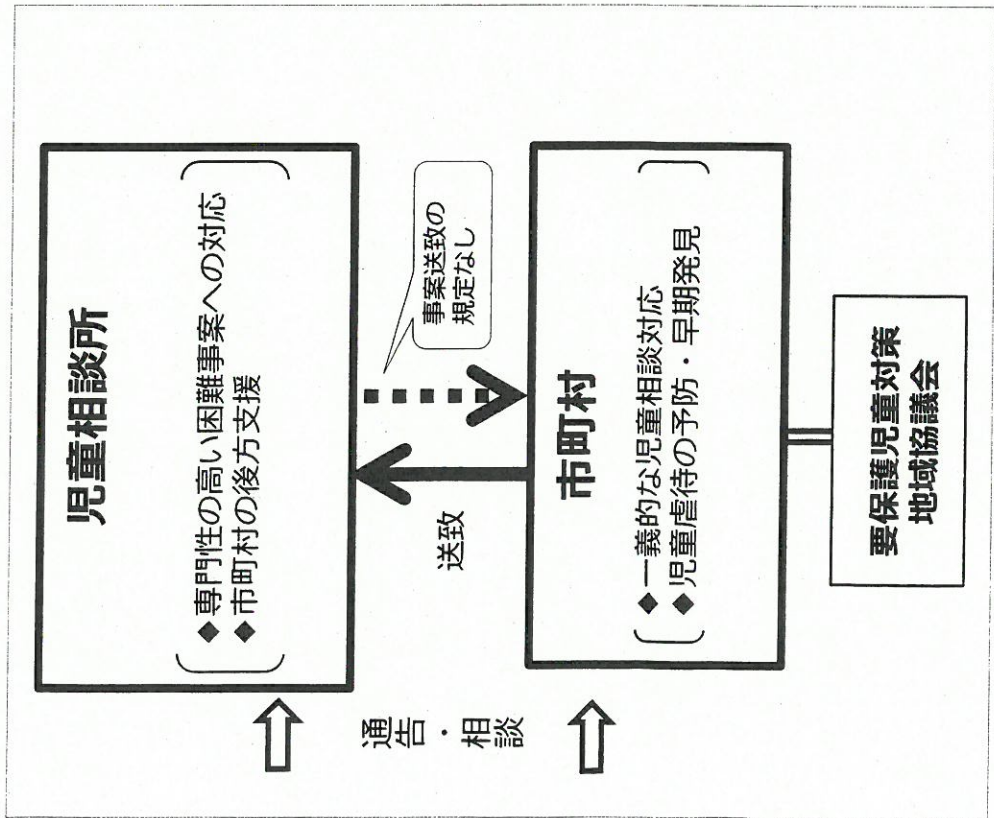 児童相談所
◆専門性の高い困難事案への対応
◆市町村の後方支援
通告・相談
送致
事案送致の
規定なし
市町村
◆一義的な児童相談対応
◆児童虐待の予防・早期発見
要保護児童対策
地域協議会